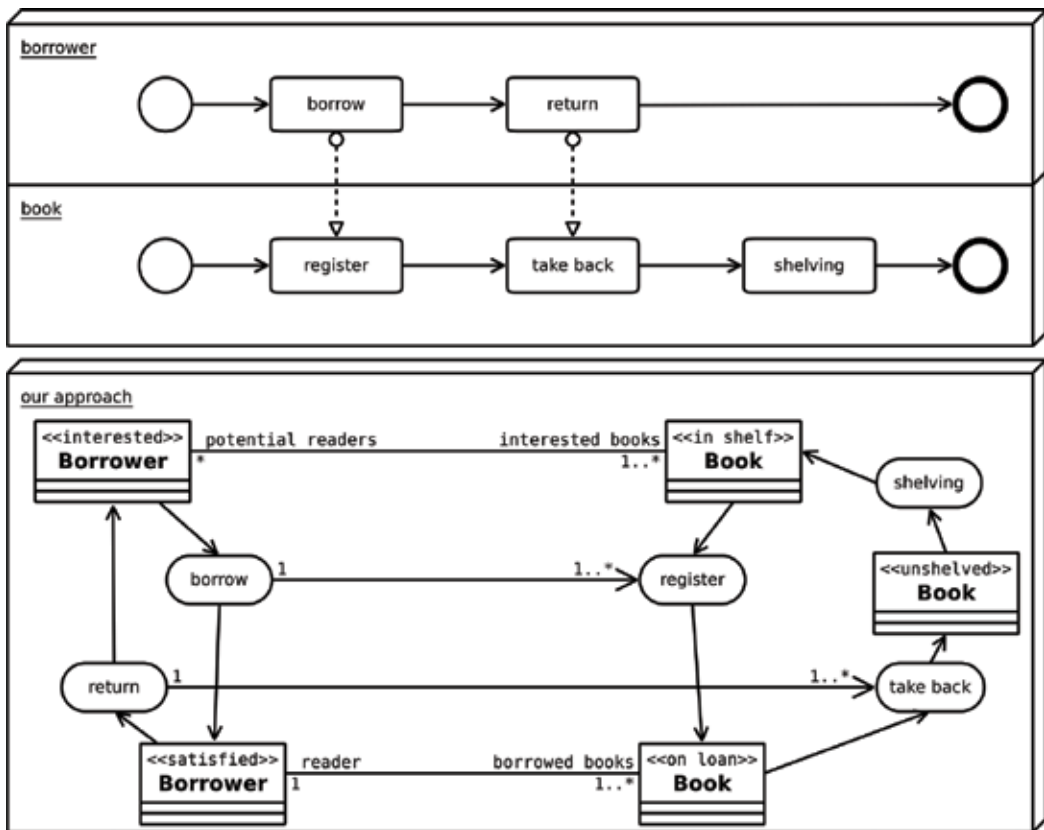 borrower
borrow
return
book
register
take back
shelving
our approach
<<interested>>
Borrower
potential readers
*
interested books
1..*
<<in shelf>>
Book
shelving
borrow
1
1..*
register
<<unshelved>>
Book
return
1
1..*
take back
<<satisfied>>
Borrower
reader
1
borrowed books
1..*
<<on loan>>
Book